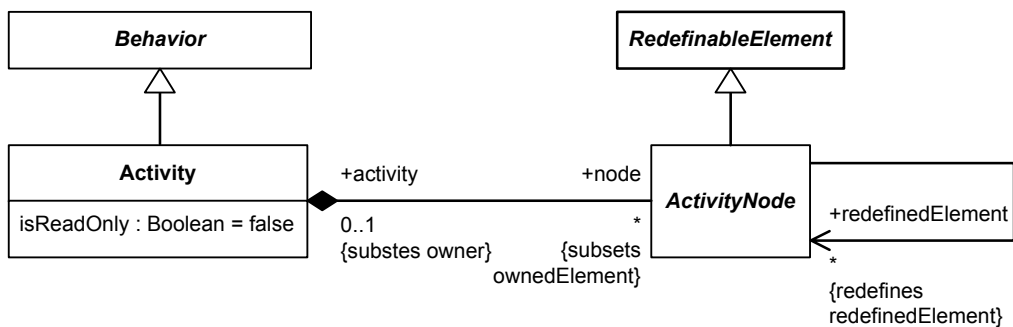 Behavior
RedefinableElement
Activity
isReadOnly : Boolean = false
+activity
0..1
{substes owner}
+node
*
{subsets
ownedElement}
ActivityNode
+redefinedElement
*
{redefines
redefinedElement}